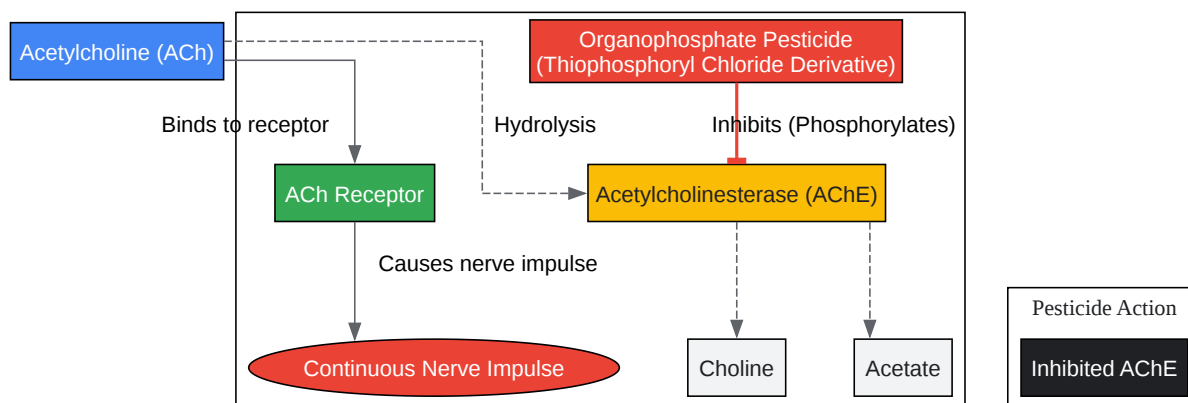 Acetylcholine (ACh)
Organophosphate Pesticide
(Thiophosphoryl Chloride Derivative)
Binds to receptor
Hydrolysis
Inhibits (Phosphorylates)
ACh Receptor
Acetylcholinesterase (AChE)
Causes nerve impulse
Pesticide Action
Continuous Nerve Impulse
Choline
Acetate
Inhibited AChE